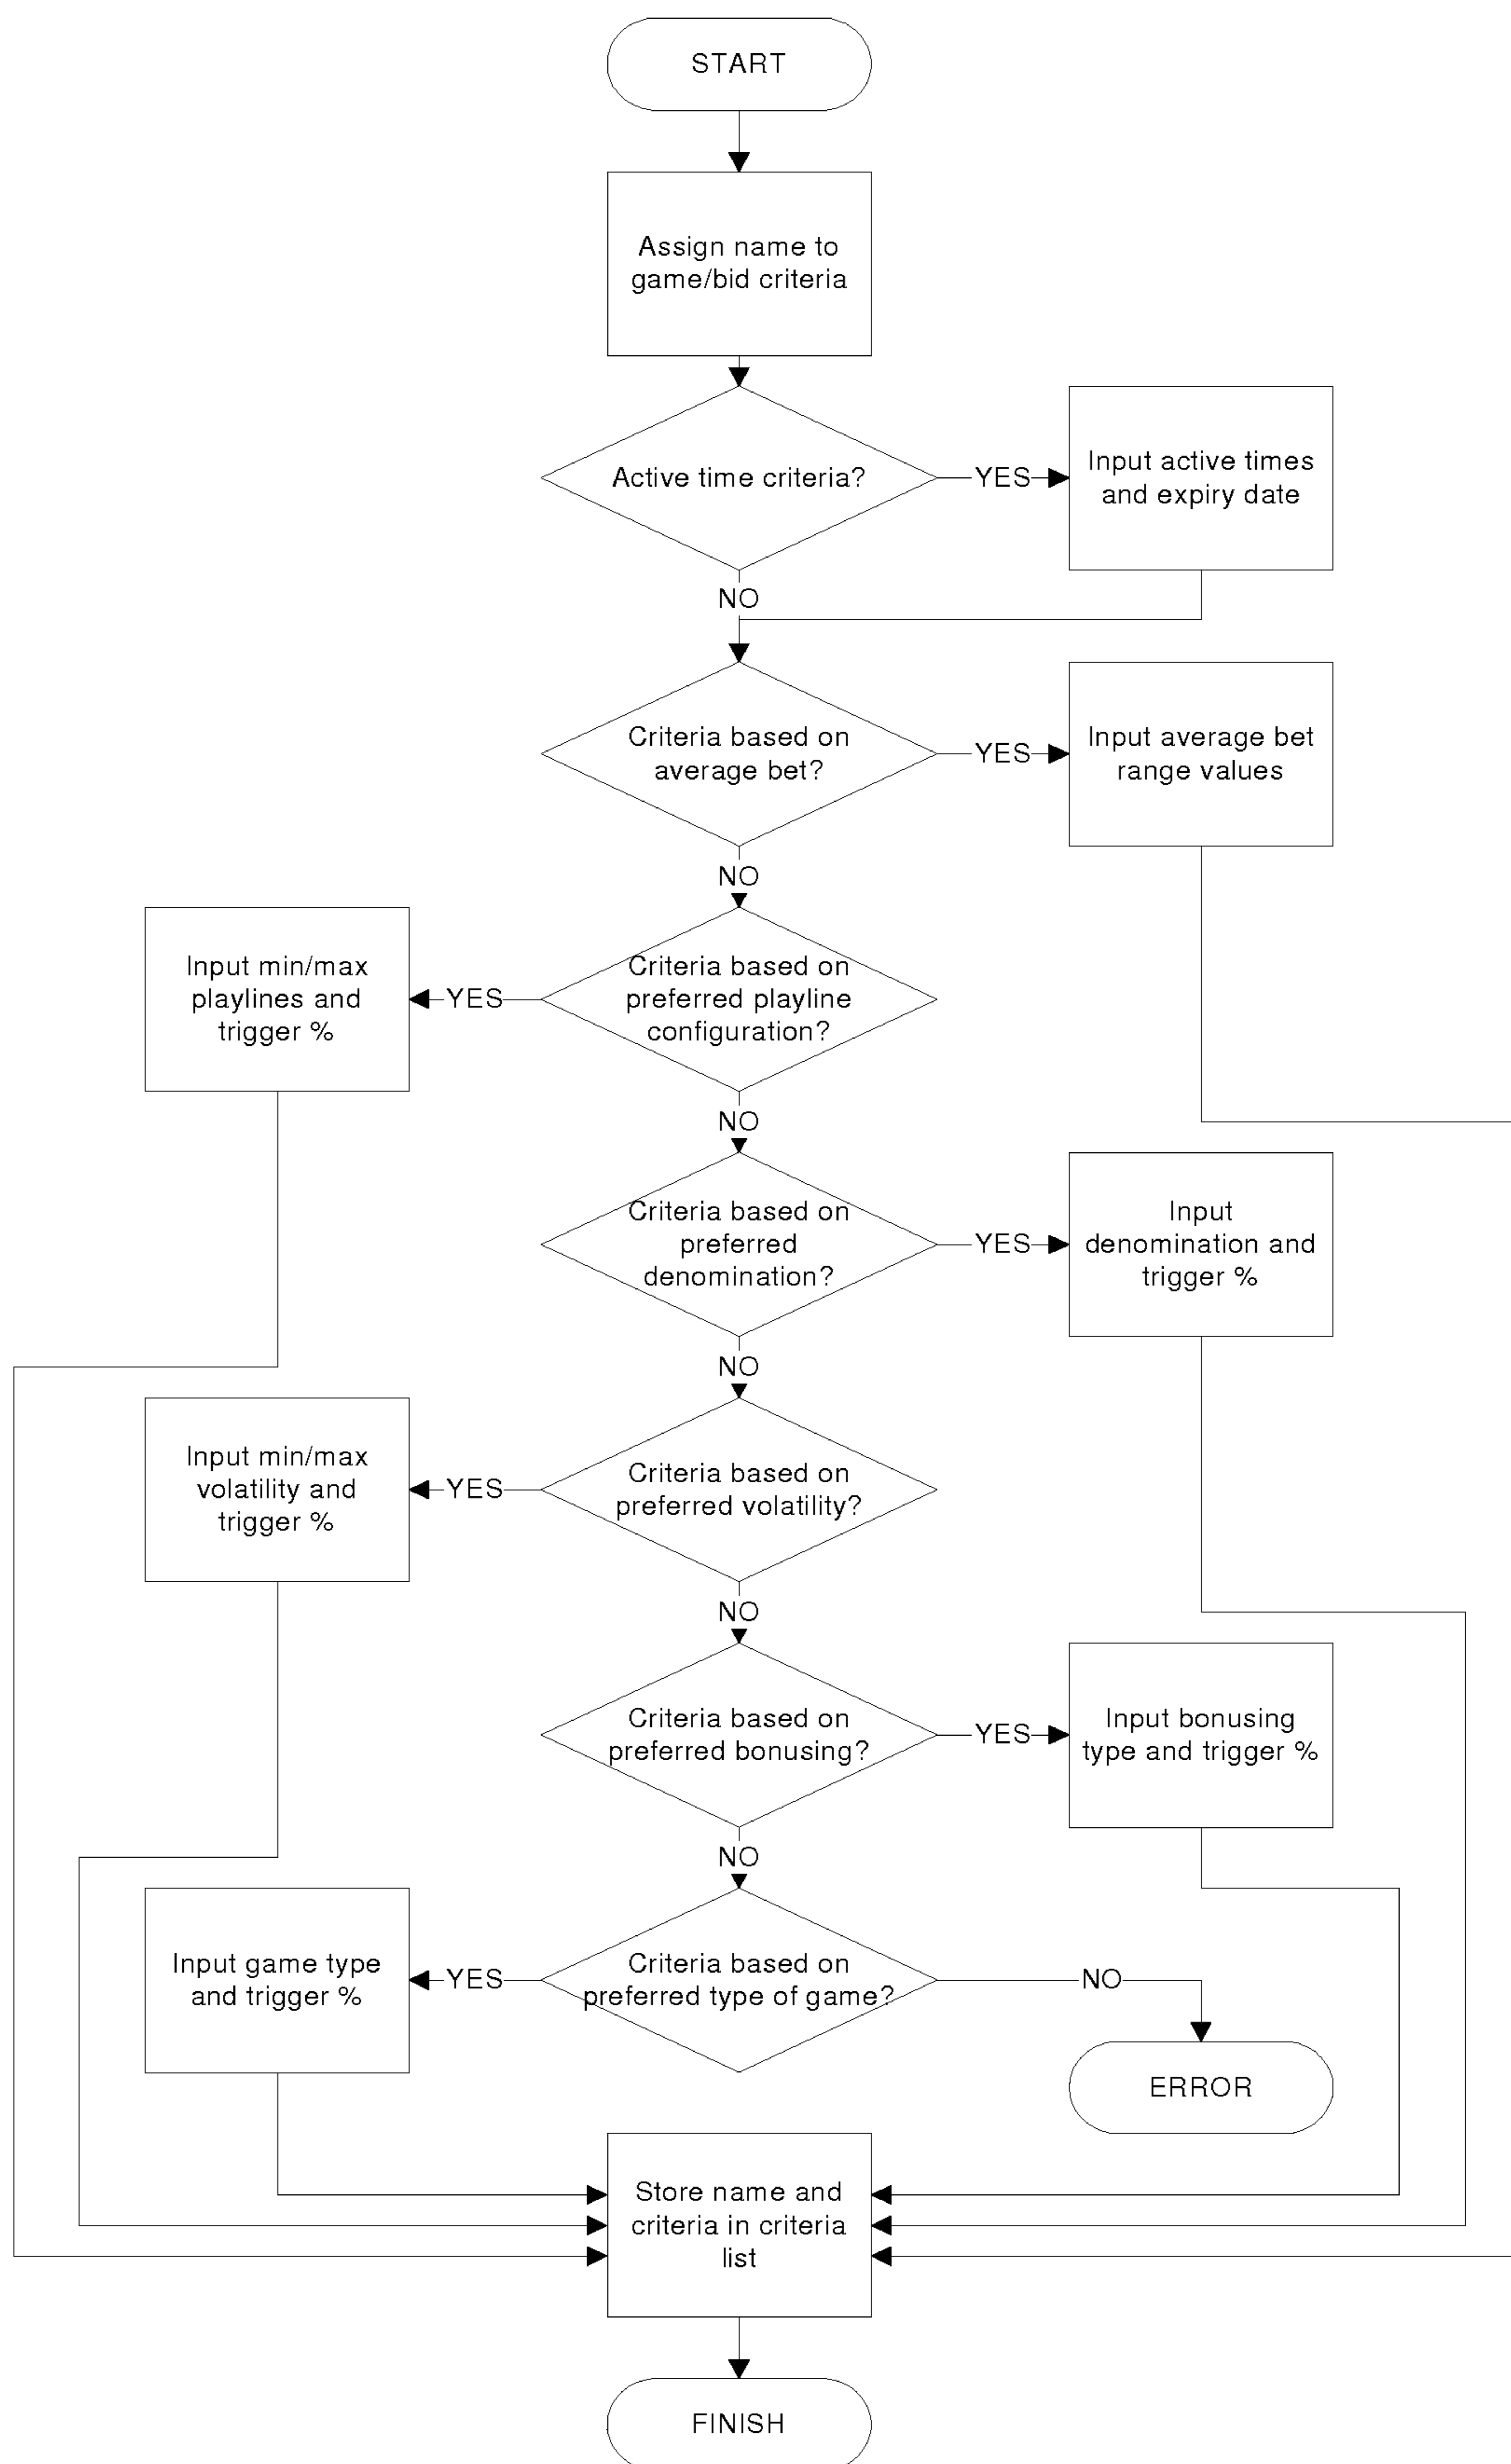 START
Assign name to
game/bid criteria
Active time criteria?
YES
Input active times
and expiry date
NO
Criteria based on
average bet?
YES
Input average bet
range values
NO
Input min/max
playlines and
trigger %
YES
Criteria based on
preferred playline
configuration?
NO
Criteria based on
preferred
denomination?
YES
Input
denomination and
trigger %
NO
Input min/max
volatility and
trigger %
YES
Criteria based on
preferred volatility?
NO
Criteria based on
preferred bonusing?
YES
Input bonusing
type and trigger %
NO
Input game type
and trigger %
YES
Criteria based on
preferred type of game?
NO
ERROR
Store name and
criteria in criteria
list
FINISH